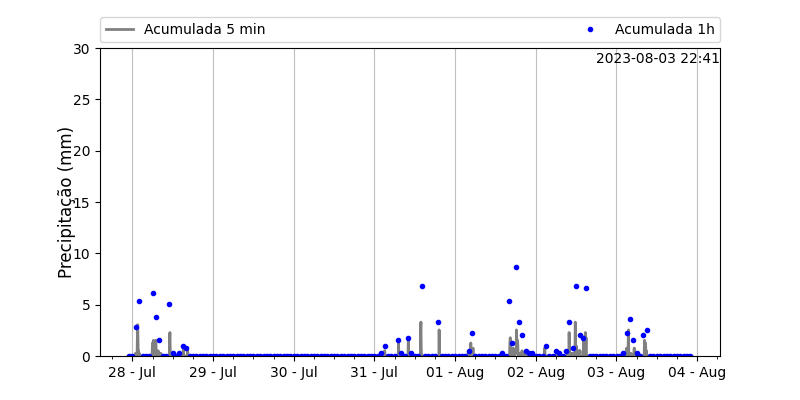 Acumulada 5 min
Acumulada 1h
2023-08-03 22:41
Precipitação (mm)
30
25
20
15
10
5
0
28 - Jul
29 - Jul
30 - Jul
31 - Jul
01 - Aug
02 - Aug
03 - Aug
04 - Aug